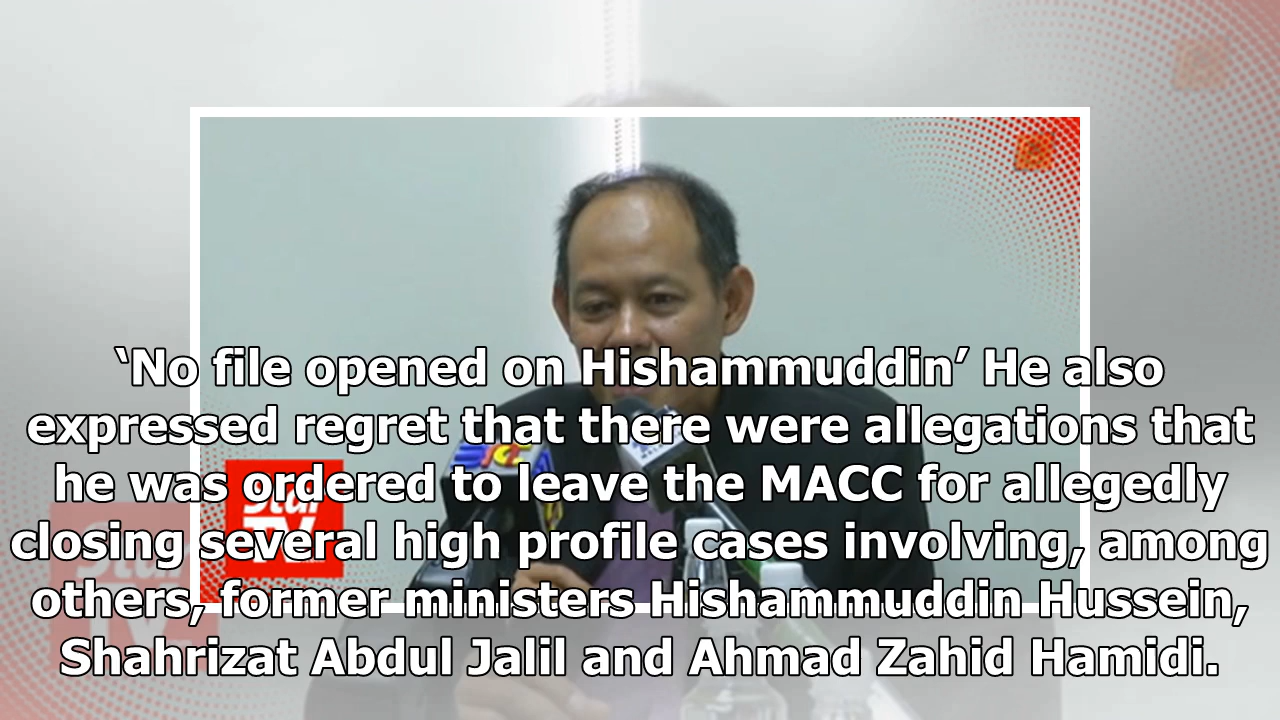 ‘No file opened on Hishammuddin’ He also
expressed regret that there were allegations that
he was ordered to leave the MACC for allegedly
closing several high profile cases involving, among
others, former ministers Hishammuddin Hussein,
Shahrizat Abdul Jalil and Ahmad Zahid Hamidi.
Star
TV